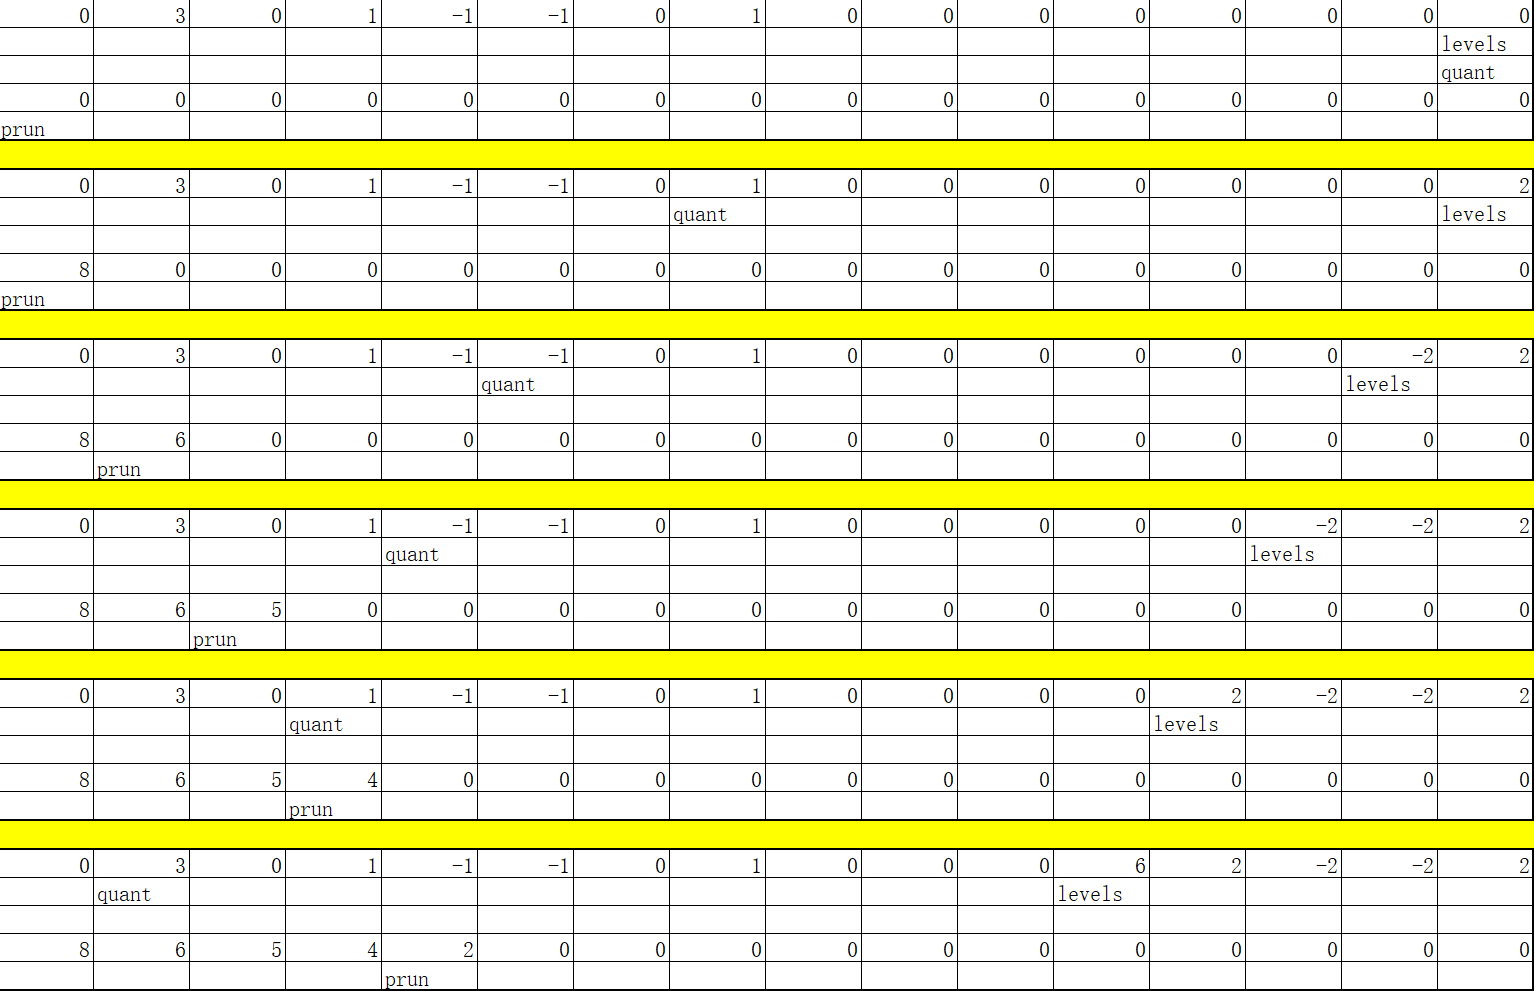 0 3 0 1 -1 -1 0 1 0 0 0 0 0 0 0 0
levels
quant
0 0 0 0 0 0 0 0 0 0 0 0 0 0 0 0
prun
0 3 0 1 -1 -1 0 1 0 0 0 0 0 0 0 2
quant levels
8 0 0 0 0 0 0 0 0 0 0 0 0 0 0 0
prun
0 3 0 1 -1 -1 0 1 0 0 0 0 0 0 -2 2
quant levels
8 6 0 0 0 0 0 0 0 0 0 0 0 0 0 0
prun
0 3 0 1 -1 -1 0 1 0 0 0 0 0 -2 -2 2
quant levels
8 6 5 0 0 0 0 0 0 0 0 0 0 0 0 0
prun
0 3 0 1 -1 -1 0 1 0 0 0 0 2 -2 -2 2
quant levels
8 6 5 4 0 0 0 0 0 0 0 0 0 0 0 0
prun
0 3 0 1 -1 -1 0 1 0 0 0 6 2 -2 -2 2
quant levels
8 6 5 4 2 0 0 0 0 0 0 0 0 0 0 0
prun